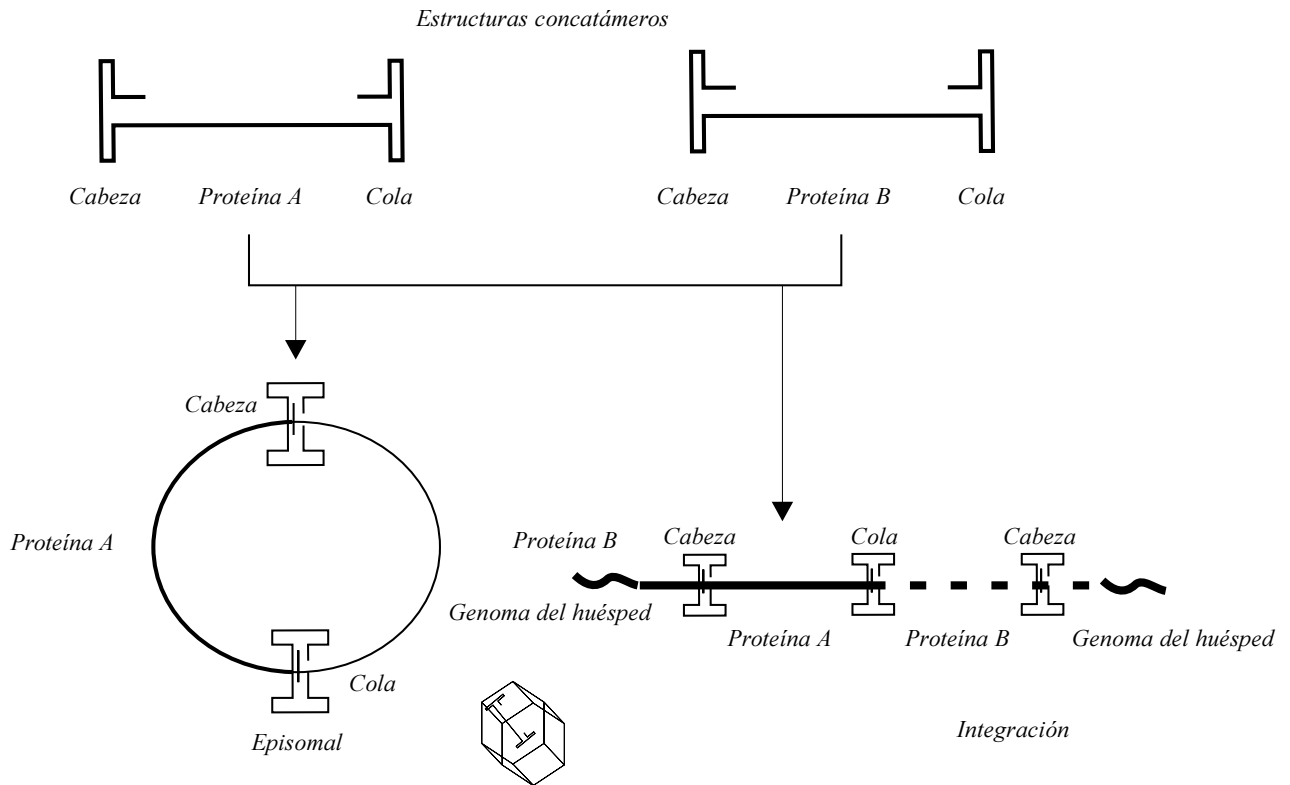 Estructuras concatámeros
Cabeza Proteína A Cola
Cabeza Proteína B Cola
Cabeza
Proteína A
Cola
Episomal
Proteína B
Cabeza
Cola
Cabeza
Genoma del huésped
Proteína A
Proteína B
Genoma del huésped
Integración